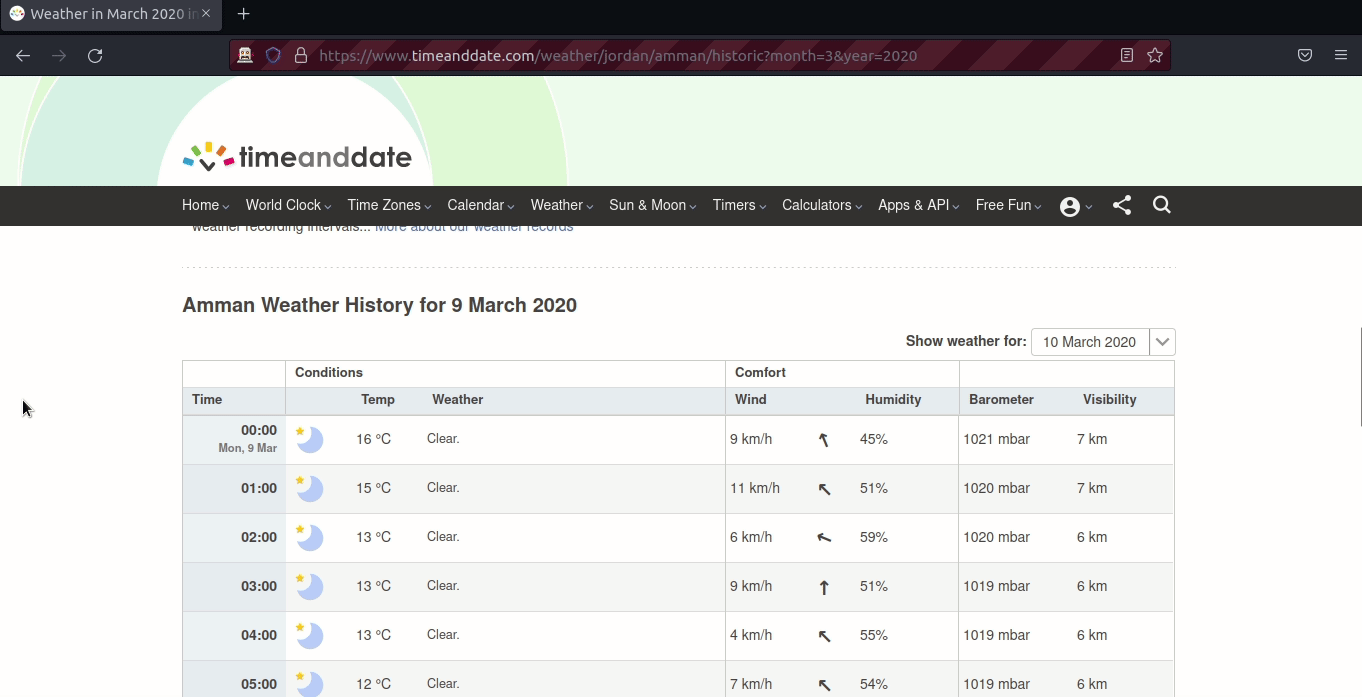 Weather in March 2020 in
https://www.timeanddate.com/weather/jordan/amman/historic?month=3&year=2020
timeanddate
Home World Clock Time Zones Calendar Weather Sun & Moon Timers Calculators Apps & API Free Fun
weather recording intervals... More about our weather records
Amman Weather History for 9 March 2020
Show weather for: 10 March 2020
Conditions Comfort
Time Temp Weather Wind Humidity Barometer Visibility
00:00 16 °C Clear. 9 km/h 45% 1021 mbar 7 km
Mon, 9 Mar
01:00 15 °C Clear. 11 km/h 51% 1020 mbar 7 km
02:00 13 °C Clear. 6 km/h 59% 1020 mbar 6 km
03:00 13 °C Clear. 9 km/h 51% 1019 mbar 6 km
04:00 13 °C Clear. 4 km/h 55% 1019 mbar 6 km
05:00 12 °C Clear. 7 km/h 54% 1019 mbar 6 km